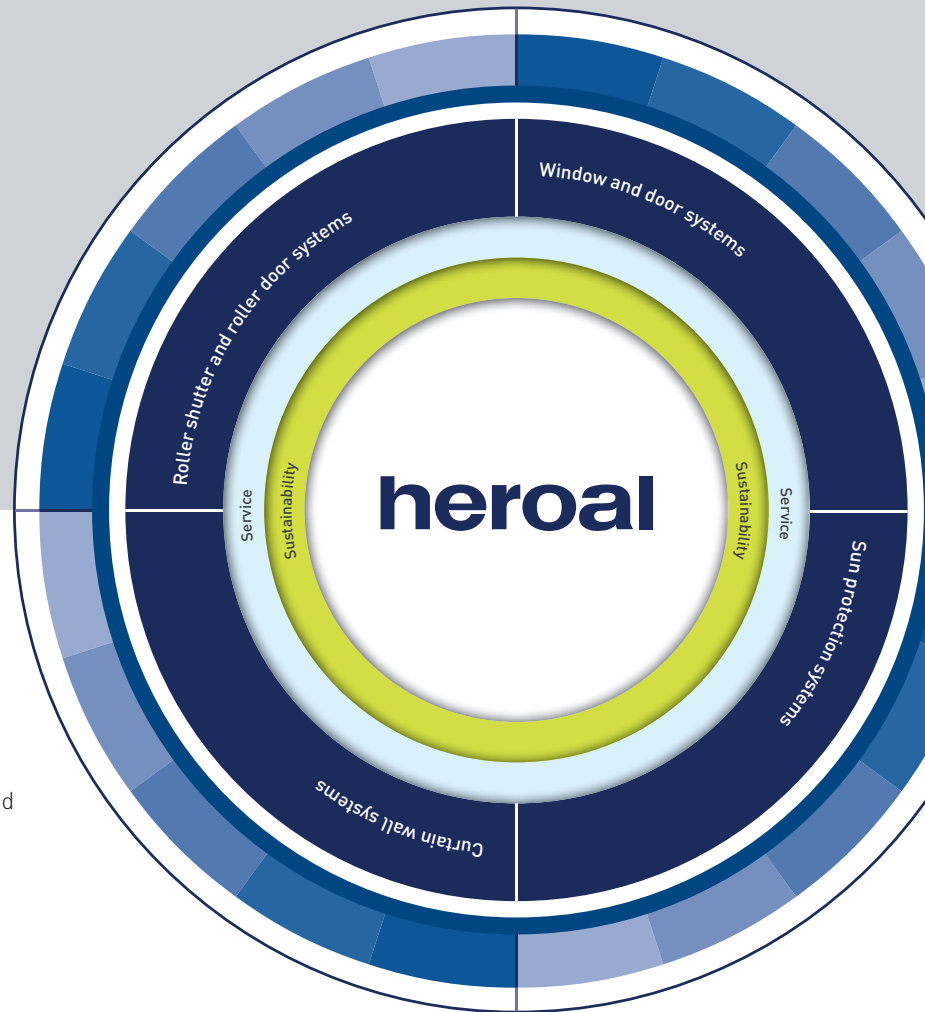 Window and door systems
Roller shutter and roller door systems
Service
Sustainability
heroal
Sustainability
Service
Sun protection systems
d
Curtain wall systems